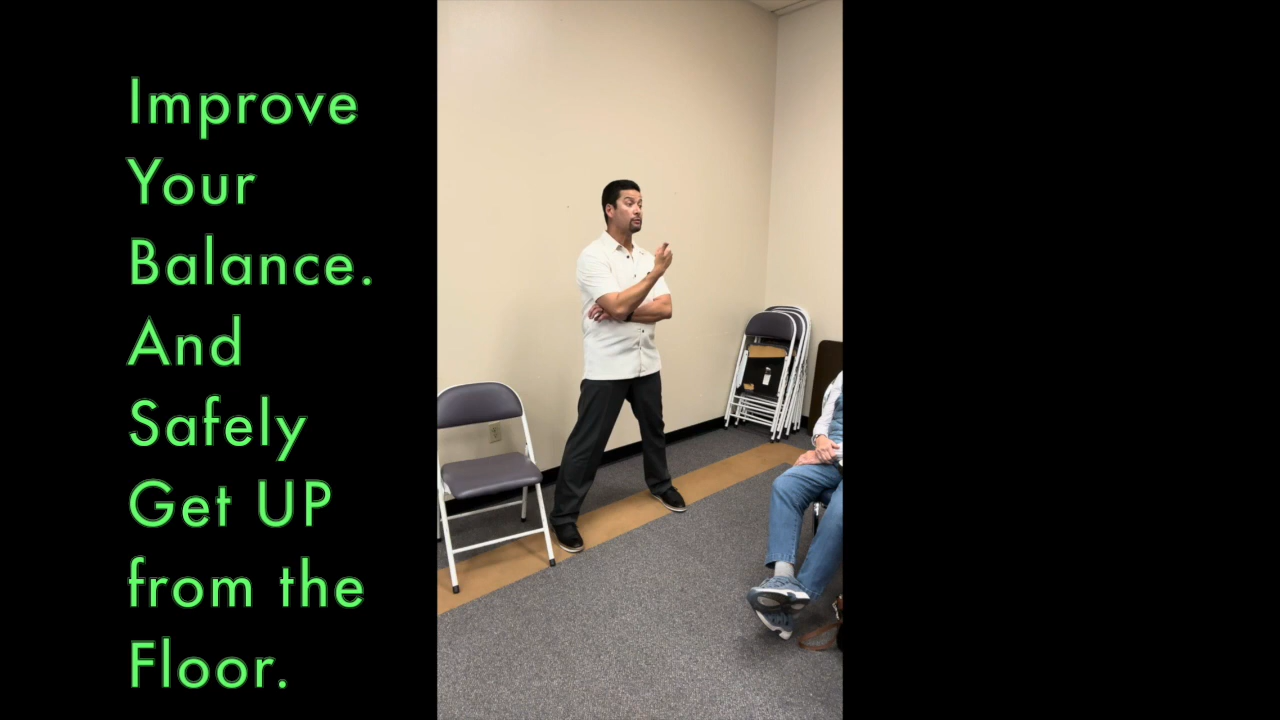 Improve
Your
Balance.
And
Safely
Get UP
from the
Floor.